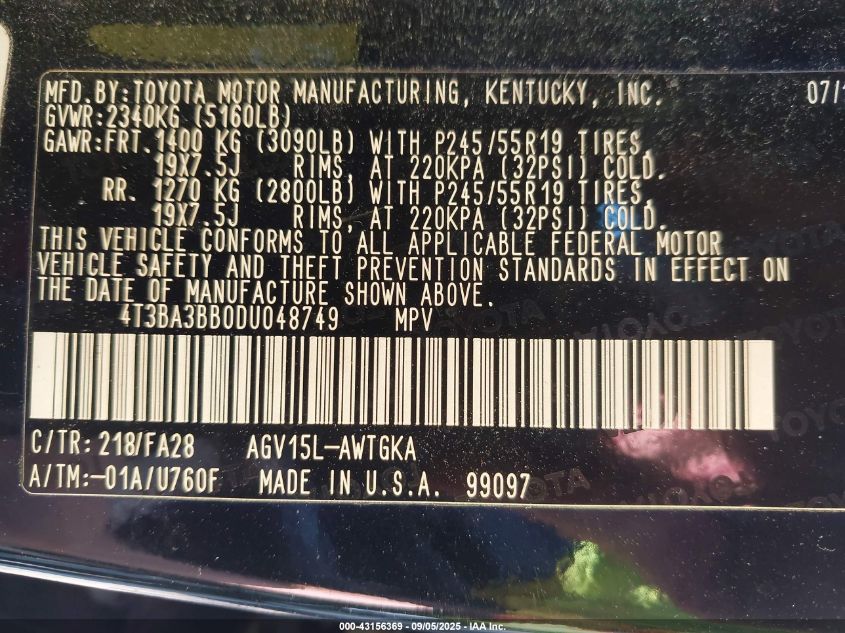 MFD.BY:TOYOTA MOTOR MANUFACTURING, KENTUCKY, INC. 07/1
GVWR:2340KG (5160LB)
GAWR:FRT.1400 KG (3090LB) WITH P245/55R19 TIRES,
19X7.5J RIMS, AT 220KPA (32PSI) COLD.
RR. 1270 KG (2800LB) WITH P245/55R19 TIRES,
19X7.5J RIMS, AT 220KPA (32PSI) COLD.
THIS VEHICLE CONFORMS TO ALL APPLICABLE FEDERAL MOTOR
VEHICLE SAFETY AND THEFT PREVENTION STANDARDS IN EFFECT ON
THE DATE OF MANUFACTURE SHOWN ABOVE.
4T3BA3BB0DU048749 MPV
C/TR:218/FA28 AGV15L-AWTGKA
A/TM:-01A/U760F MADE IN U.S.A. 99097
000-43156369 - 09/05/2025 - IAA Inc.